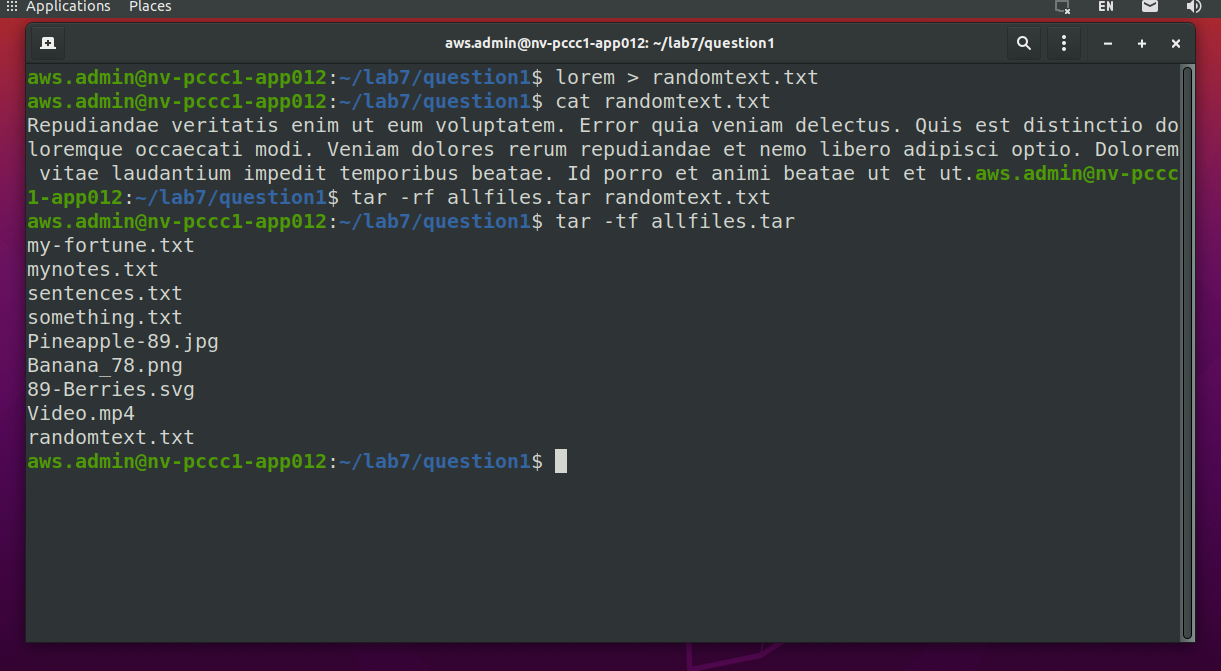 Applications Places EN
aws.admin@nv-pccc1-app012: ~/lab7/question1
aws.admin@nv-pccc1-app012:~/lab7/question1$ lorem > randomtext.txt
aws.admin@nv-pccc1-app012:~/lab7/question1$ cat randomtext.txt
Repudiandae veritatis enim ut eum voluptatem. Error quia veniam delectus. Quis est distinctio do
loremque occaecati modi. Veniam dolores rerum repudiandae et nemo libero adipisci optio. Dolorem
 vitae laudantium impedit temporibus beatae. Id porro et animi beatae ut et ut.aws.admin@nv-pccc
1-app012:~/lab7/question1$ tar -rf allfiles.tar randomtext.txt
aws.admin@nv-pccc1-app012:~/lab7/question1$ tar -tf allfiles.tar
my-fortune.txt
mynotes.txt
sentences.txt
something.txt
Pineapple-89.jpg
Banana_78.png
89-Berries.svg
Video.mp4
randomtext.txt
aws.admin@nv-pccc1-app012:~/lab7/question1$